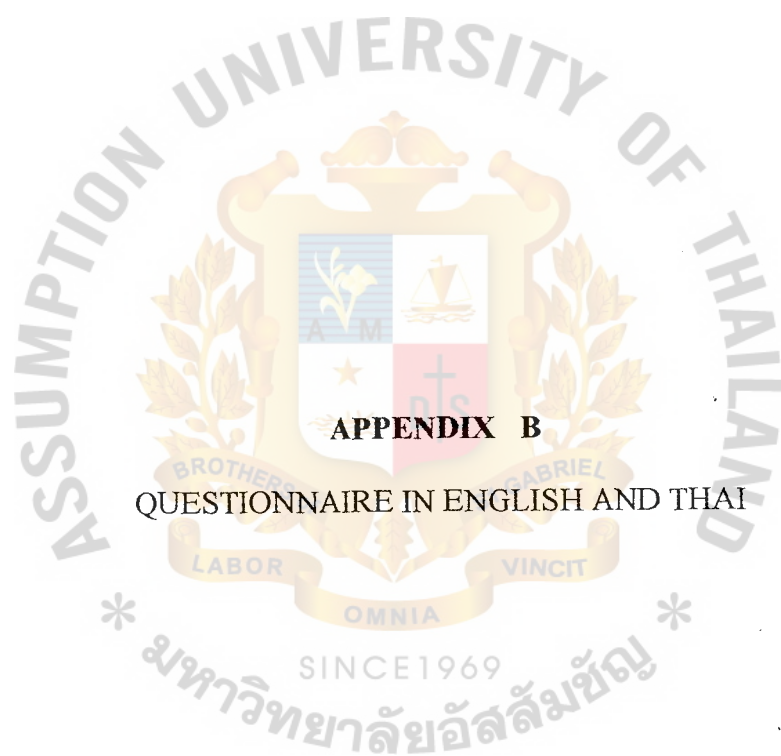 ASSUMPTION UNIVERSITY OF THAILAND
A M
D S
APPENDIX B
BROTHERS GABRIEL
QUESTIONNAIRE IN ENGLISH AND THAI
LABOR VINCIT
OMNIA
* SINCE1969 *
มหาวิทยาลัยอัสสัมชัญ